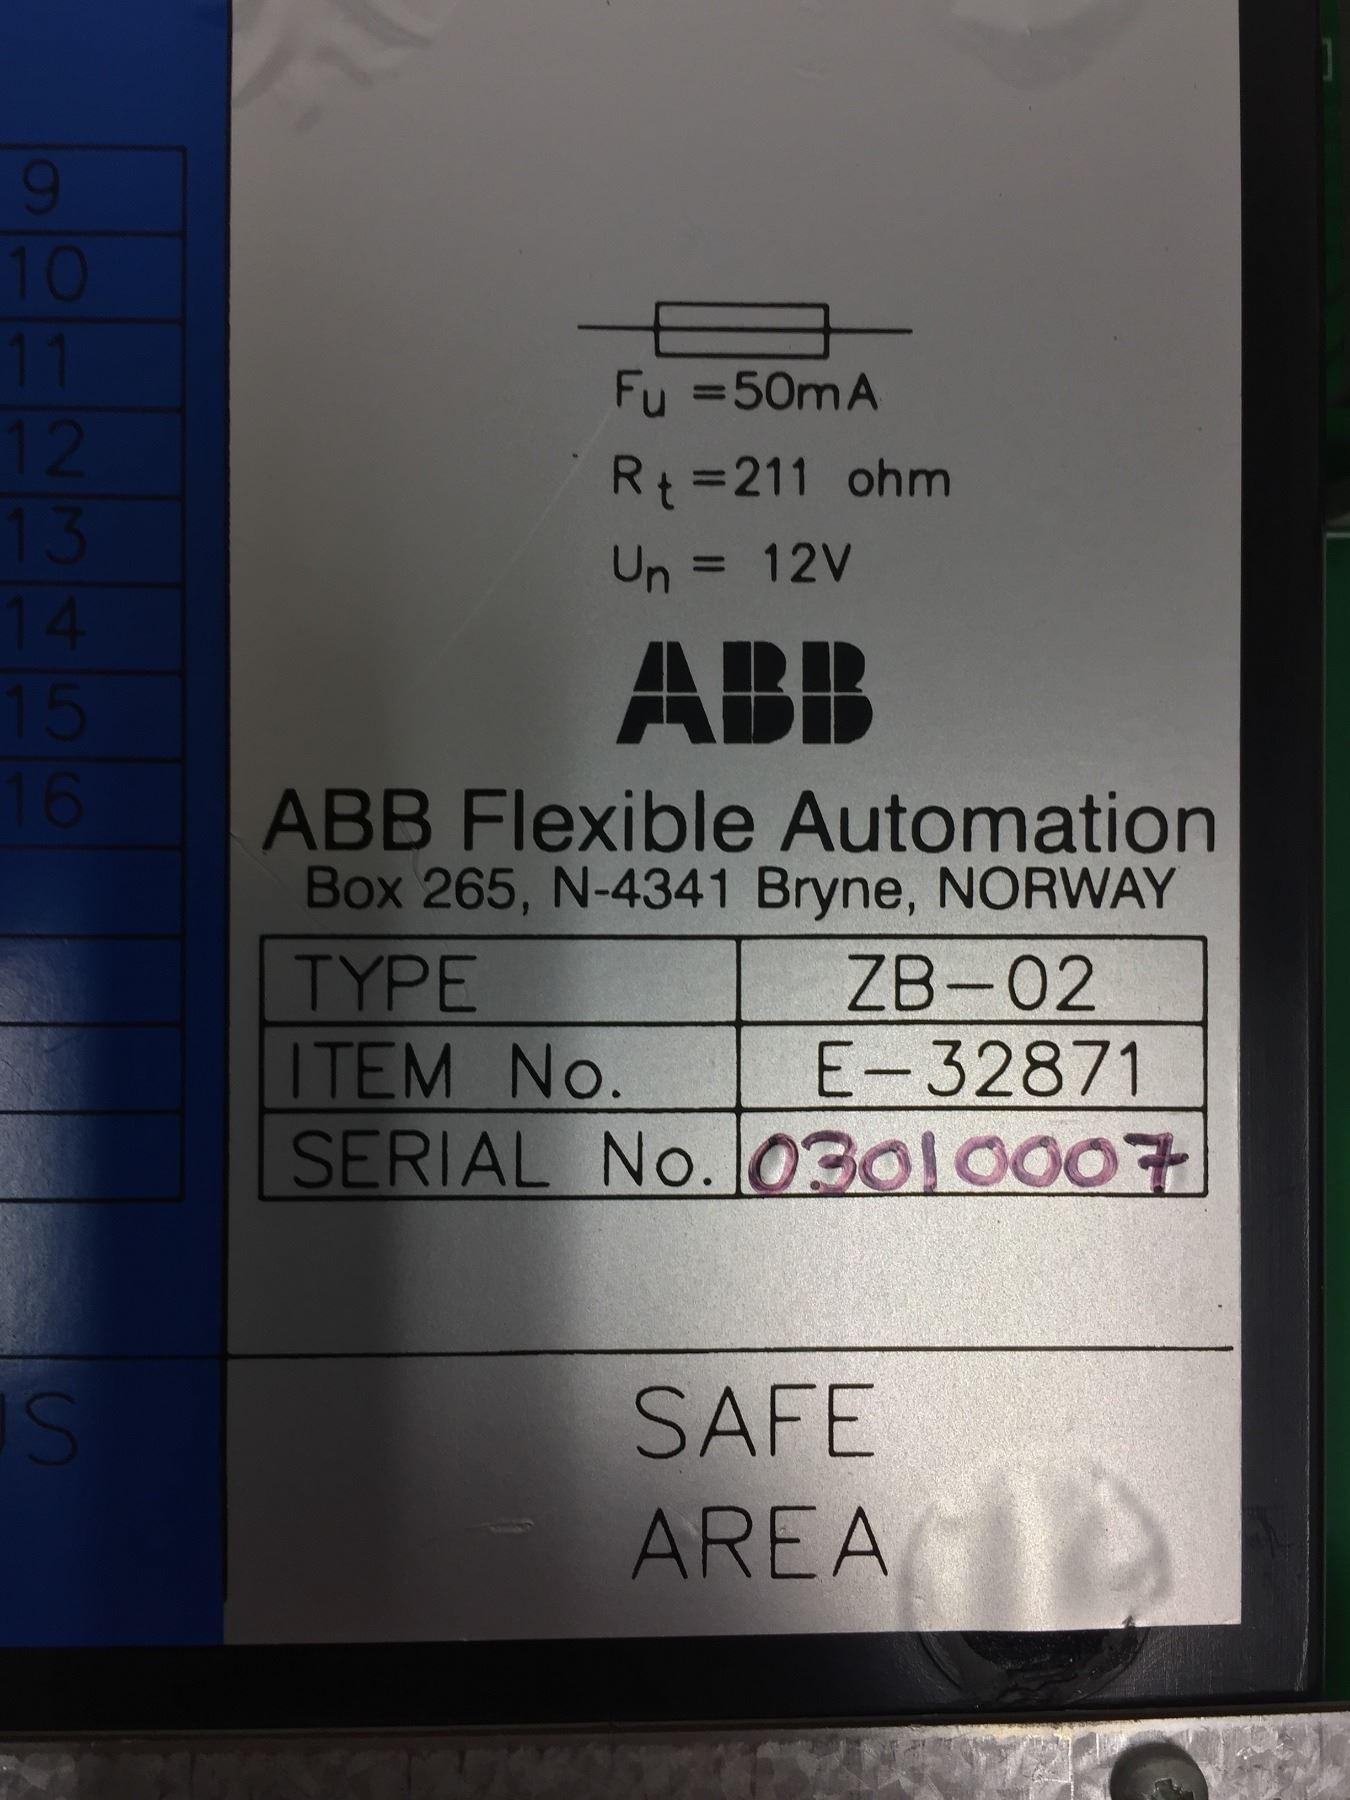 9
10
11
12
13
14
15
16
Fu =50mA
Rt =211 ohm
Un = 12V
ABB
ABB Flexible Automation
Box 265, N-4341 Bryne, NORWAY
TYPE ZB-02
ITEM No. E-32871
SERIAL No. 03010007
US
SAFE
AREA